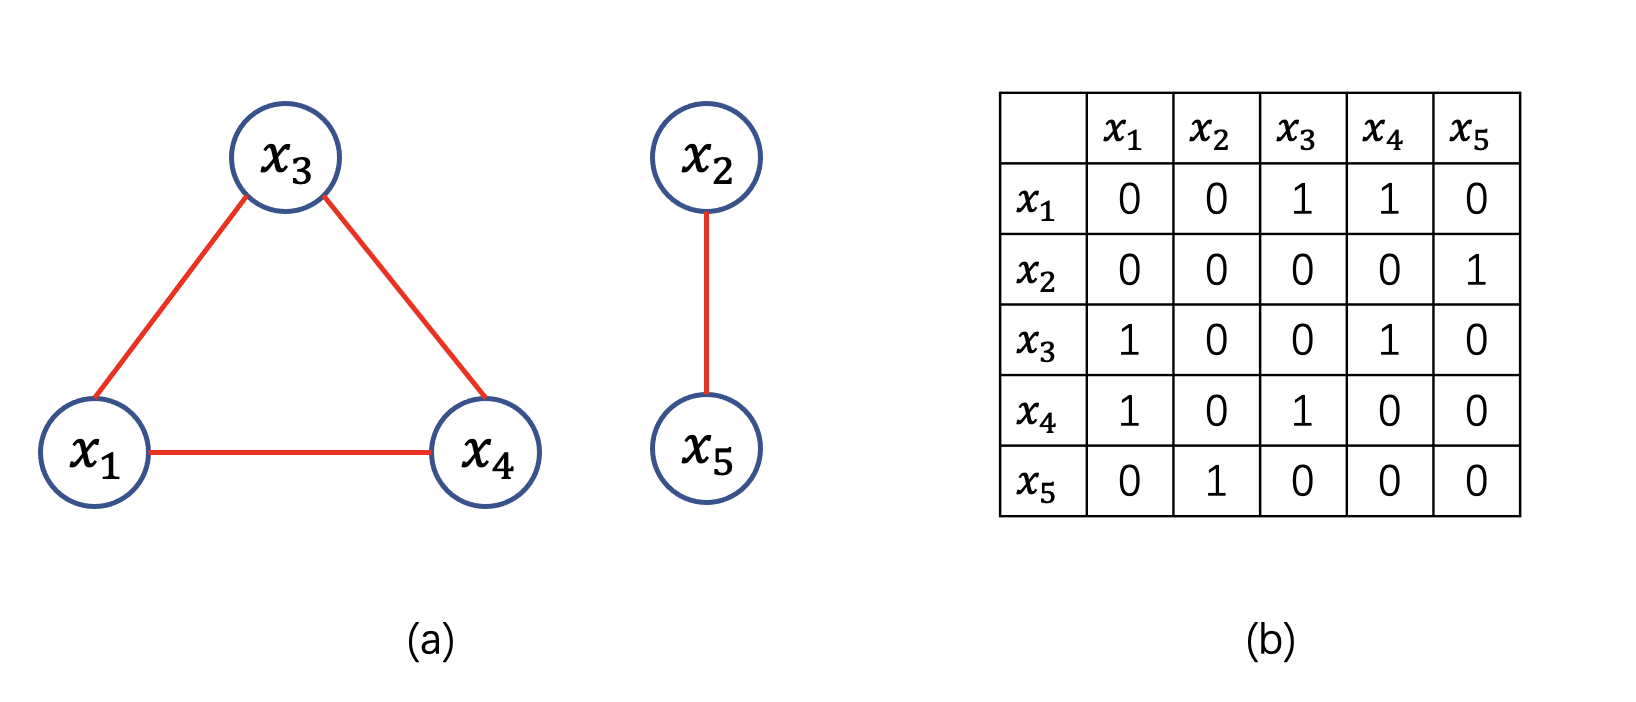 x₃
x₂
x₁
x₄
x₅
(a)
x₁ x₂ x₃ x₄ x₅
x₁ 0 0 1 1 0
x₂ 0 0 0 0 1
x₃ 1 0 0 1 0
x₄ 1 0 1 0 0
x₅ 0 1 0 0 0
(b)